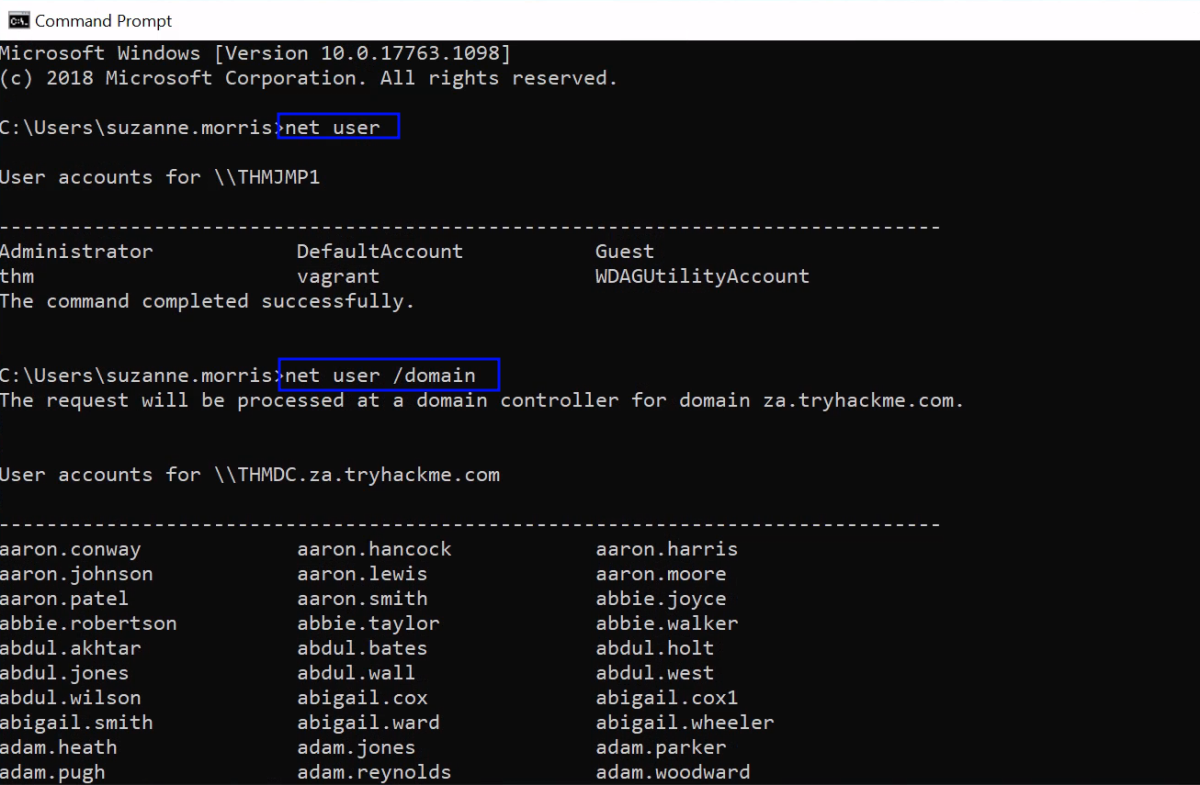 Command Prompt
Microsoft Windows [Version 10.0.17763.1098]
(c) 2018 Microsoft Corporation. All rights reserved.
C:\Users\suzanne.morris>net user
User accounts for \\THMJMP1
-------------------------------------------------------------------------------
Administrator            DefaultAccount           Guest
thm                      vagrant                  WDAGUtilityAccount
The command completed successfully.
C:\Users\suzanne.morris>net user /domain
The request will be processed at a domain controller for domain za.tryhackme.com.
User accounts for \\THMDC.za.tryhackme.com
-------------------------------------------------------------------------------
aaron.conway             aaron.hancock            aaron.harris
aaron.johnson            aaron.lewis              aaron.moore
aaron.patel              aaron.smith              abbie.joyce
abbie.robertson          abbie.taylor             abbie.walker
abdul.akhtar             abdul.bates              abdul.holt
abdul.jones              abdul.wall               abdul.west
abdul.wilson             abigail.cox              abigail.cox1
abigail.smith            abigail.ward             abigail.wheeler
adam.heath               adam.jones               adam.parker
adam.pugh                adam.reynolds            adam.woodward